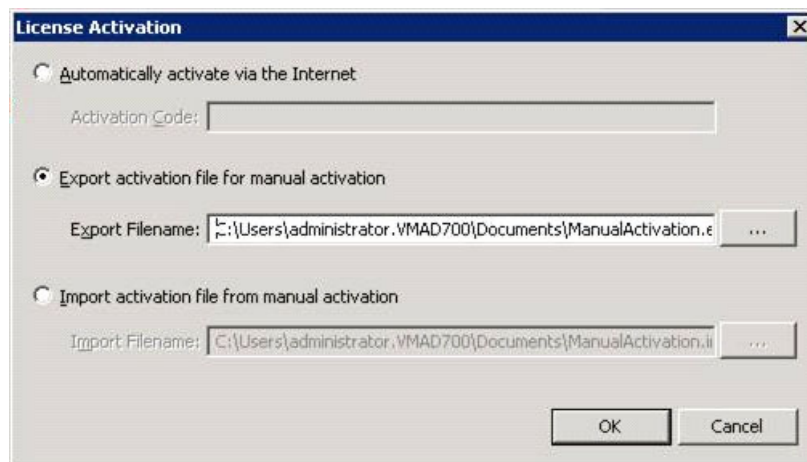 License Activation
Automatically activate via the Internet
Activation Code:
Export activation file for manual activation
Export Filename: C:\Users\administrator.VMAD700\Documents\ManualActivation.e ...
Import activation file from manual activation
Import Filename: C:\Users\administrator.VMAD700\Documents\ManualActivation.i ...
OK Cancel